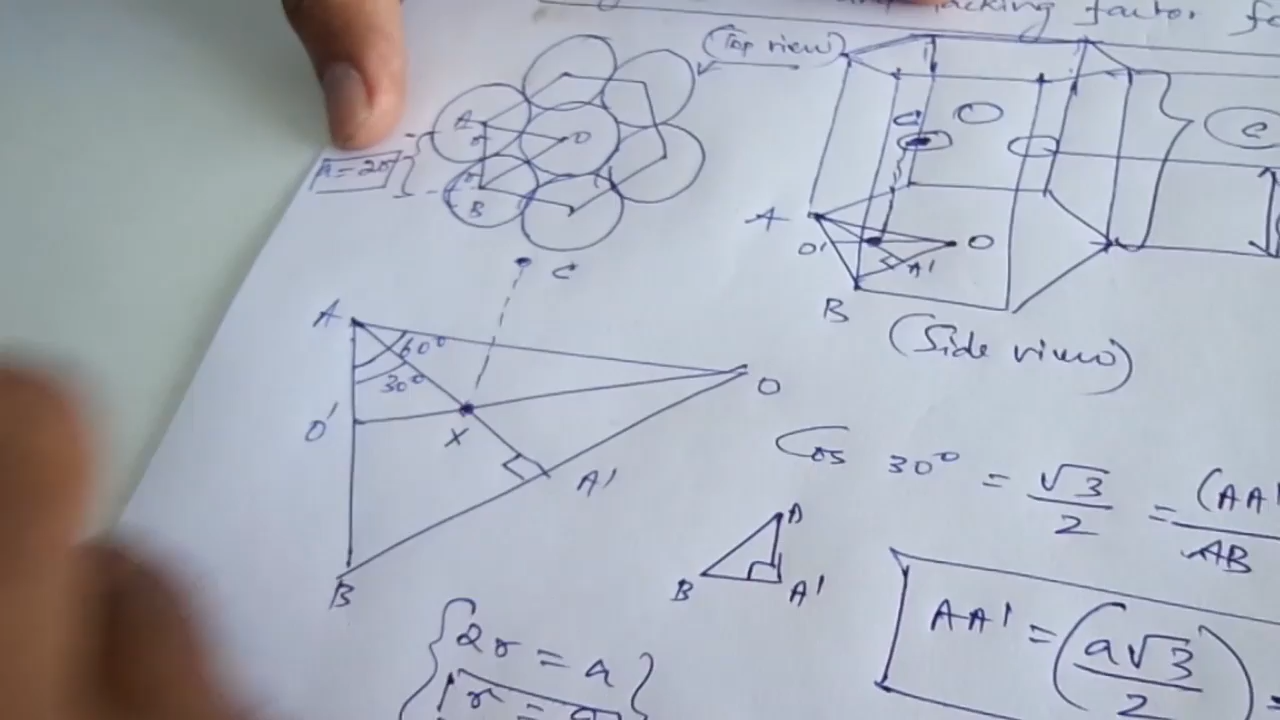 Packing factor
(Top view)
A
r
O
a = 2r
r
B
C
A
O'
O
A'
B
C
c
(Side view)
C
A
60°
30°
O'
X
O
A'
B
Cos 30° = √3/2 = (AA'/AB
A
B
A'
AA' = (a√3/2) =
{2r = a}
r =